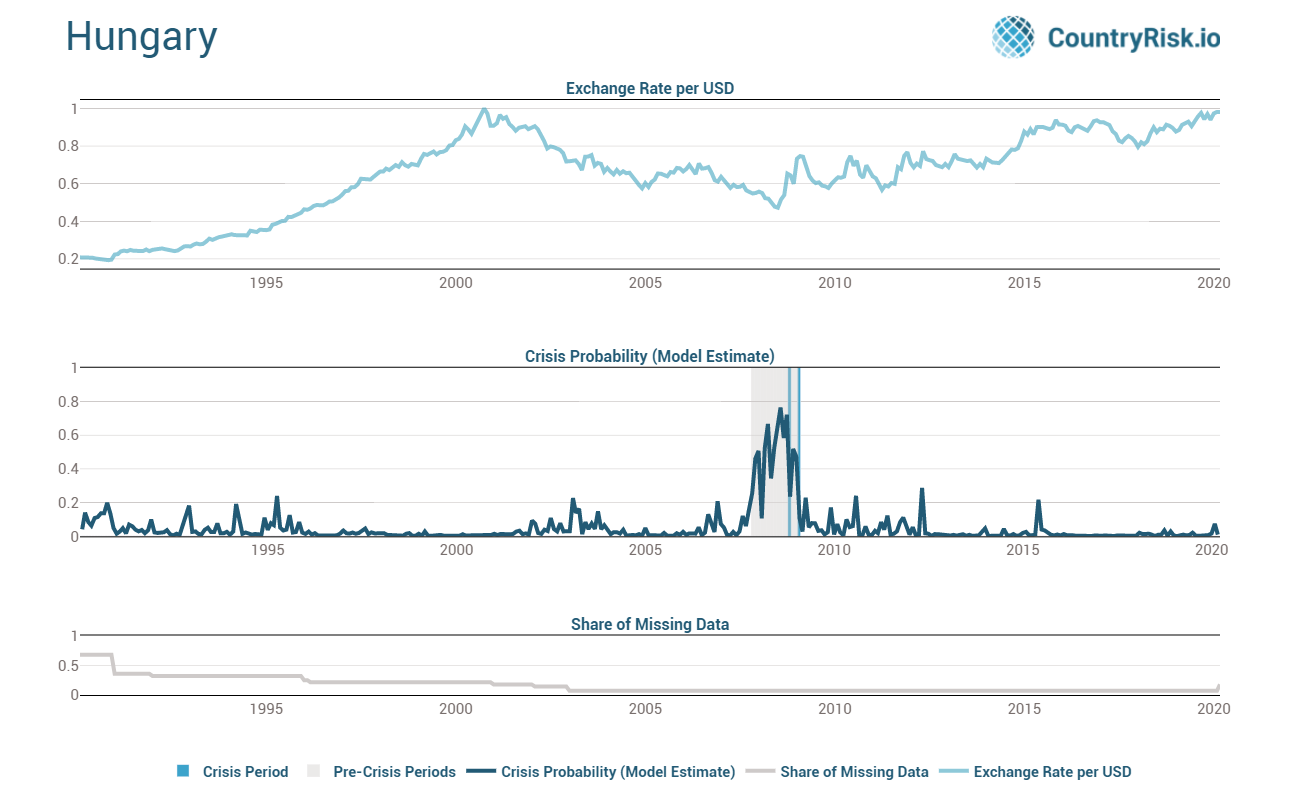 Hungary
CountryRisk.io
Exchange Rate per USD
1
0.8
0.6
0.4
0.2
1995 2000 2005 2010 2015 2020
Crisis Probability (Model Estimate)
1
0.8
0.6
0.4
0.2
0
1995 2000 2005 2010 2015 2020
Share of Missing Data
1
0.5
0
1995 2000 2005 2010 2015 2020
Crisis Period Pre-Crisis Periods Crisis Probability (Model Estimate) Share of Missing Data Exchange Rate per USD